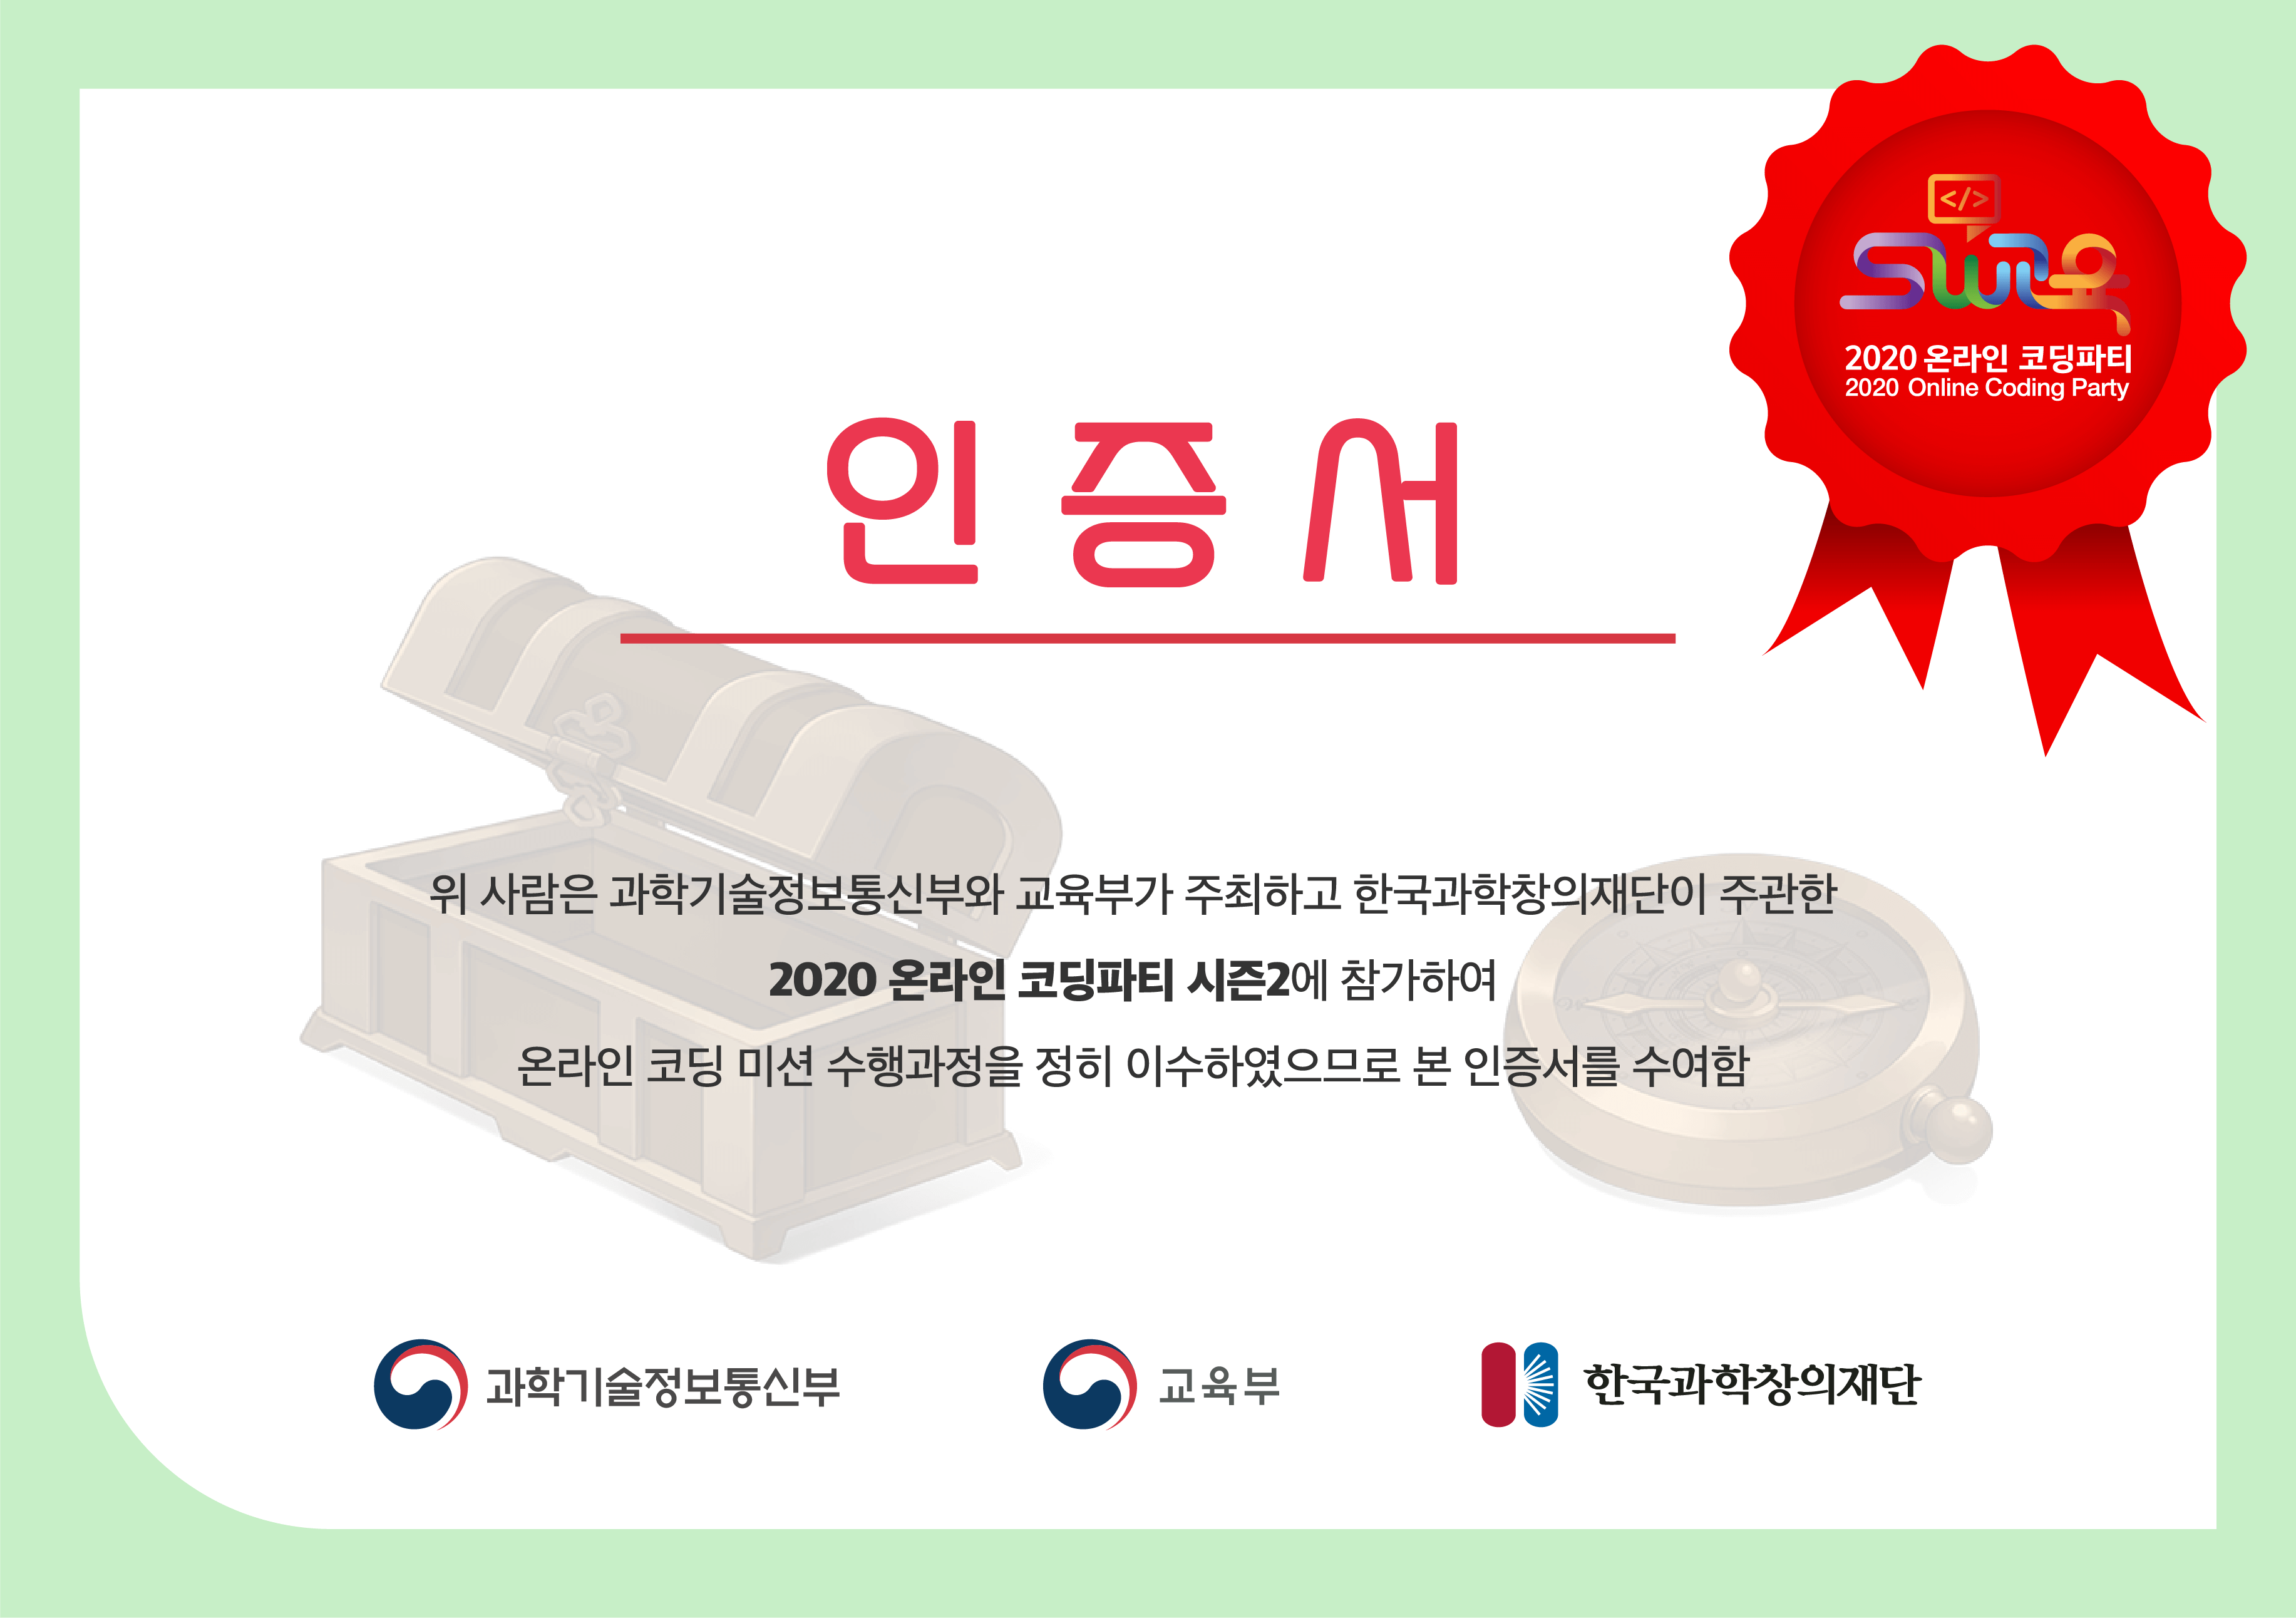 </>
SW교육
2020 온라인 코딩파티
2020 Online Coding Party
인증서
위 사람은 과학기술정보통신부와 교육부가 주최하고 한국과학창의재단이 주관한
2020 온라인 코딩파티 시즌2에 참가하여
온라인 코딩 미션 수행과정을 정히 이수하였으므로 본 인증서를 수여함
과학기술정보통신부
교육부
한국과학창의재단